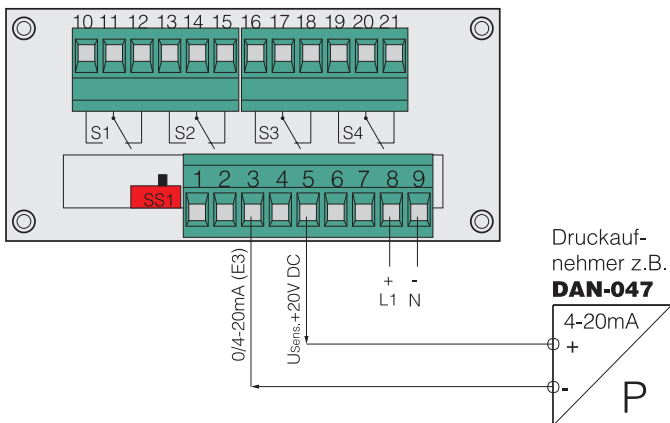 10 11 12 13 14 15 16 17 18 19 20 21
S1 S2 S3 S4
SS1
1 2 3 4 5 6 7 8 9
0/4-20mA (E3)
USens.+20V DC
+ -
L1 N
Druckauf-
nehmer z.B.
DAN-047
4-20mA
+
-
P